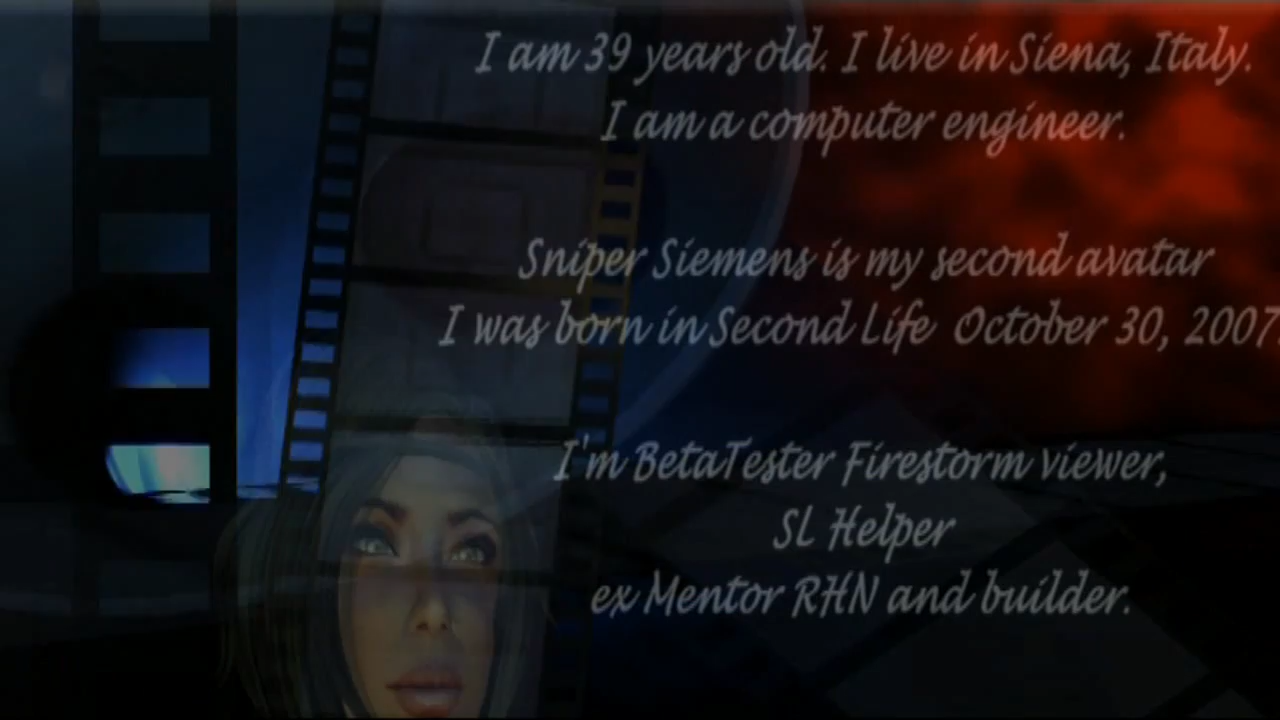 I am 39 years old. I live in Siena, Italy.
I am a computer engineer.
Sniper Siemens is my second avatar
I was born in Second Life October 30, 2007.
I'm BetaTester Firestorm viewer,
SL Helper
ex Mentor RHN and builder.